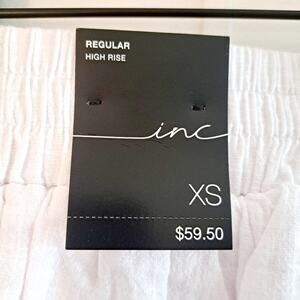 REGULAR
HIGH RISE
inc
XS
$59.50